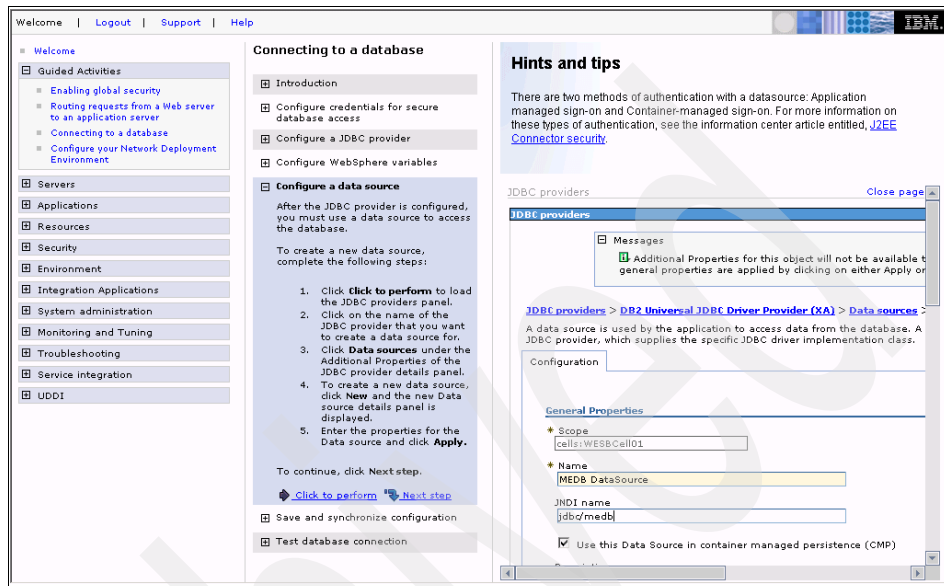 Welcome | Logout | Support | Help
IBM.
Welcome
Guided Activities
Enabling global security
Routing requests from a Web server
to an application server
Connecting to a database
Configure your Network Deployment
Environment
Servers
Applications
Resources
Security
Environment
Integration Applications
System administration
Monitoring and Tuning
Troubleshooting
Service integration
UDDI
Connecting to a database
Introduction
Configure credentials for secure
database access
Configure a JDBC provider
Configure WebSphere variables
Configure a data source
After the JDBC provider is configured,
you must use a data source to access
the database.
To create a new data source,
complete the following steps:
1. Click Click to perform to load
the JDBC providers panel.
2. Click on the name of the
JDBC provider that you want
to create a data source for.
3. Click Data sources under the
Additional Properties of the
JDBC provider details panel.
4. To create a new data source,
click New and the new Data
source details panel is
displayed.
5. Enter the properties for the
Data source and click Apply.
To continue, click Next step.
Click to perform Next step
Save and synchronize configuration
Test database connection
Hints and tips
There are two methods of authentication with a datasource: Application
managed sign-on and Container-managed sign-on. For more information on
these types of authentication, see the information center article entitled, J2EE
Connector security.
JDBC providers Close page
JDBC providers
Messages
Additional Properties for this object will not be available t
general properties are applied by clicking on either Apply or
JDBC providers > DB2 Universal JDBC Driver Provider (XA) > Data sources >
A data source is used by the application to access data from the database. A
JDBC provider, which supplies the specific JDBC driver implementation class.
Configuration
General Properties
* Scope
cells:WESBCell01
* Name
MEDB DataSource
JNDI name
jdbc/medb
Use this Data Source in container managed persistence (CMP)